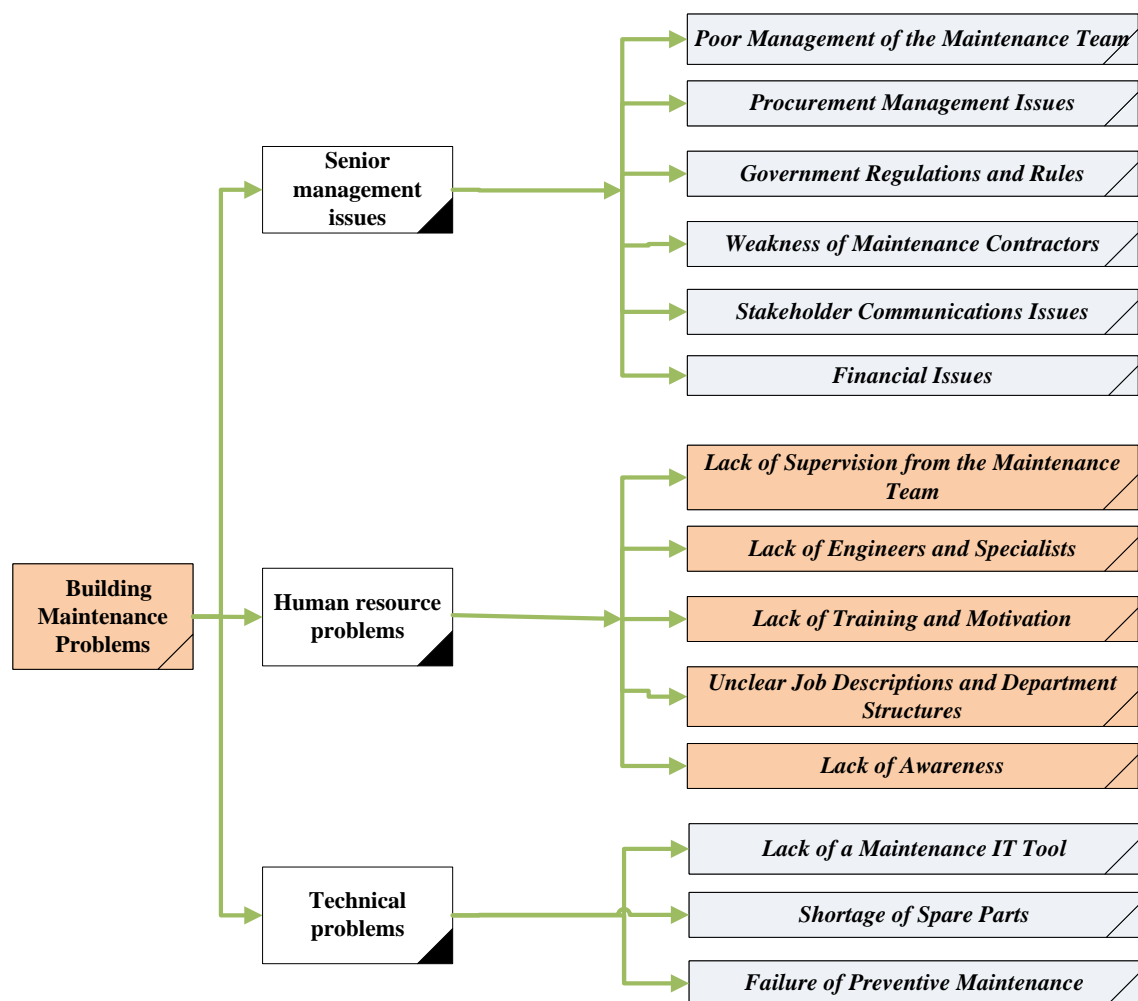 Building
Maintenance
Problems
Senior
management
issues
Poor Management of the Maintenance Team
Procurement Management Issues
Government Regulations and Rules
Weakness of Maintenance Contractors
Stakeholder Communications Issues
Financial Issues
Human resource
problems
Lack of Supervision from the Maintenance
Team
Lack of Engineers and Specialists
Lack of Training and Motivation
Unclear Job Descriptions and Department
Structures
Lack of Awareness
Technical
problems
Lack of a Maintenance IT Tool
Shortage of Spare Parts
Failure of Preventive Maintenance